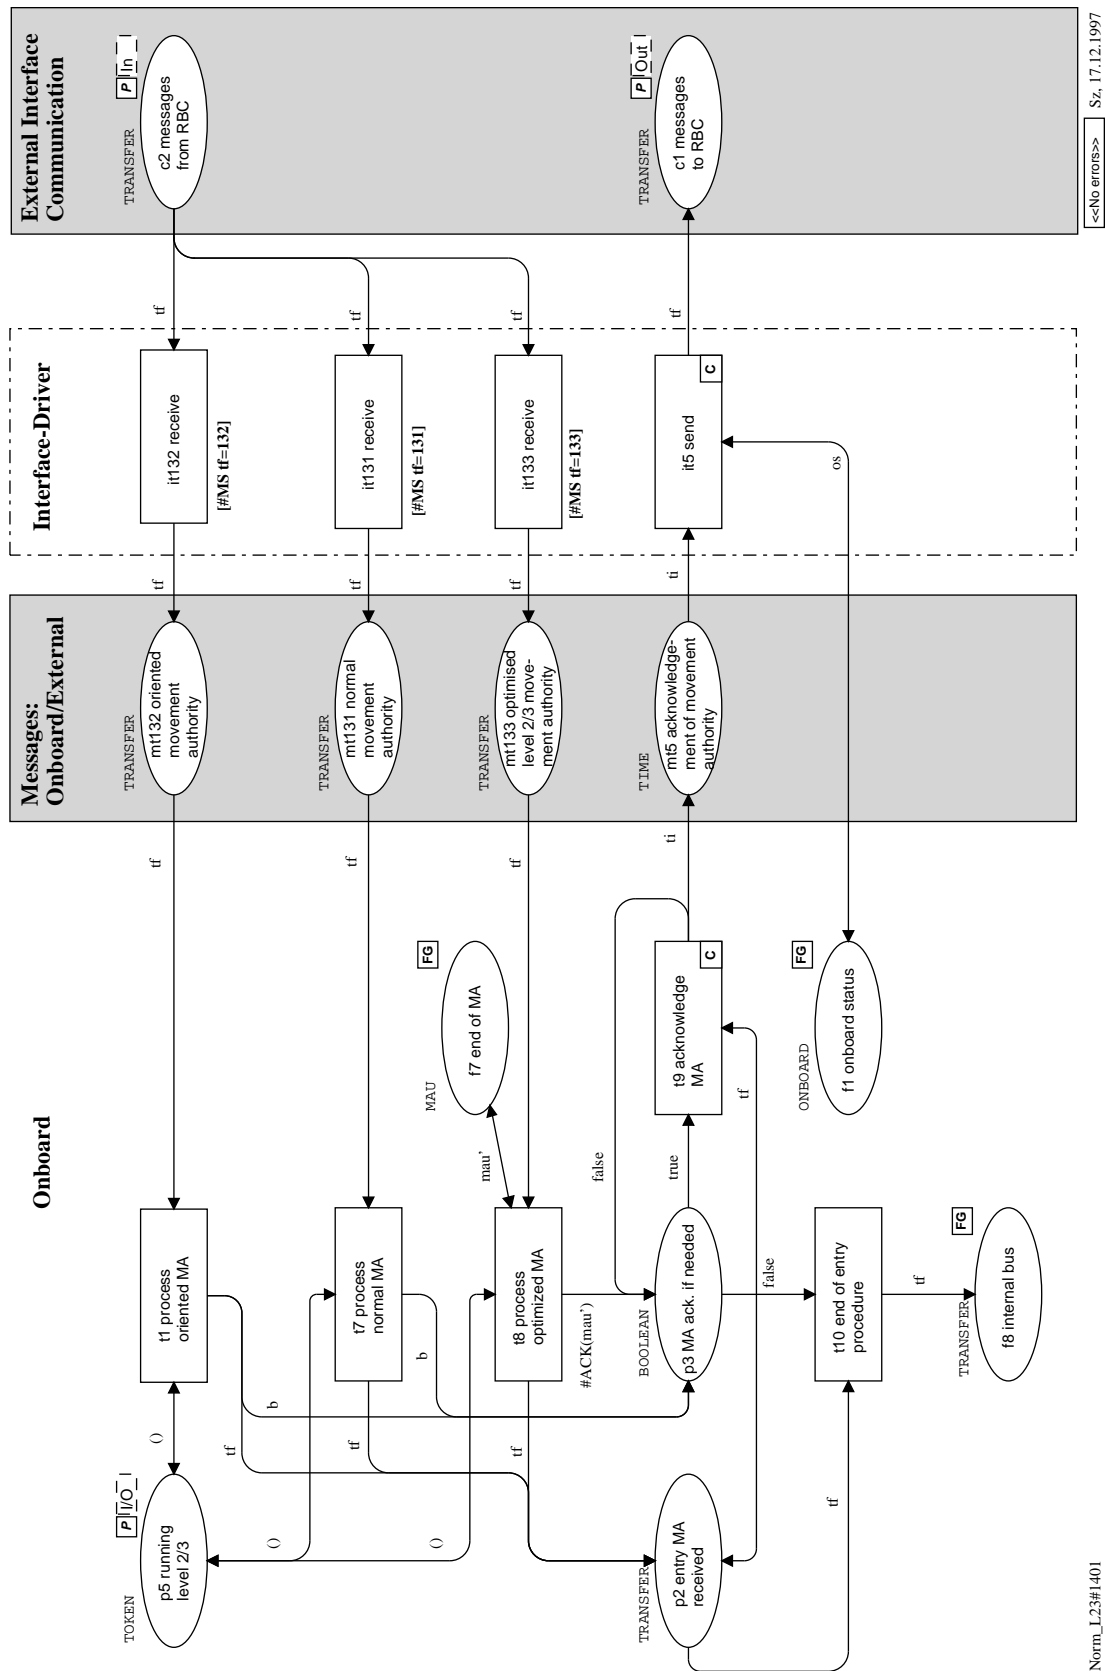 Onboard
Messages:
Onboard/External
Interface-Driver
External Interface
Communication
TOKEN
P
I/O
p5 running
level 2/3
()
t1 process
oriented MA
tf
TRANSFER
mt132 oriented
movement
authority
tf
it132 receive
[#MS tf=132]
tf
TRANSFER
P
In
c2 messages
from RBC
tf
b
()
t7 process
normal MA
tf
b
tf
TRANSFER
mt131 normal
movement
authority
tf
it131 receive
[#MS tf=131]
tf
MAU
FG
f7 end of MA
mau'
()
t8 process
optimized MA
tf
#ACK(mau')
tf
TRANSFER
mt133 optimised
level 2/3 move-
ment authority
tf
it133 receive
[#MS tf=133]
tf
false
TRANSFER
p2 entry MA
received
BOOLEAN
p3 MA ack. if needed
true
t9 acknowledge
MA
C
ti
TIME
mt5 acknowledge-
ment of movement
authority
ti
it5 send
C
tf
TRANSFER
P
Out
c1 messages
to RBC
tf
false
os
tf
t10 end of entry
procedure
ONBOARD
FG
f1 onboard status
tf
TRANSFER
FG
f8 internal bus
Norm_L23#1401
<<No errors>>
Sz, 17.12.1997